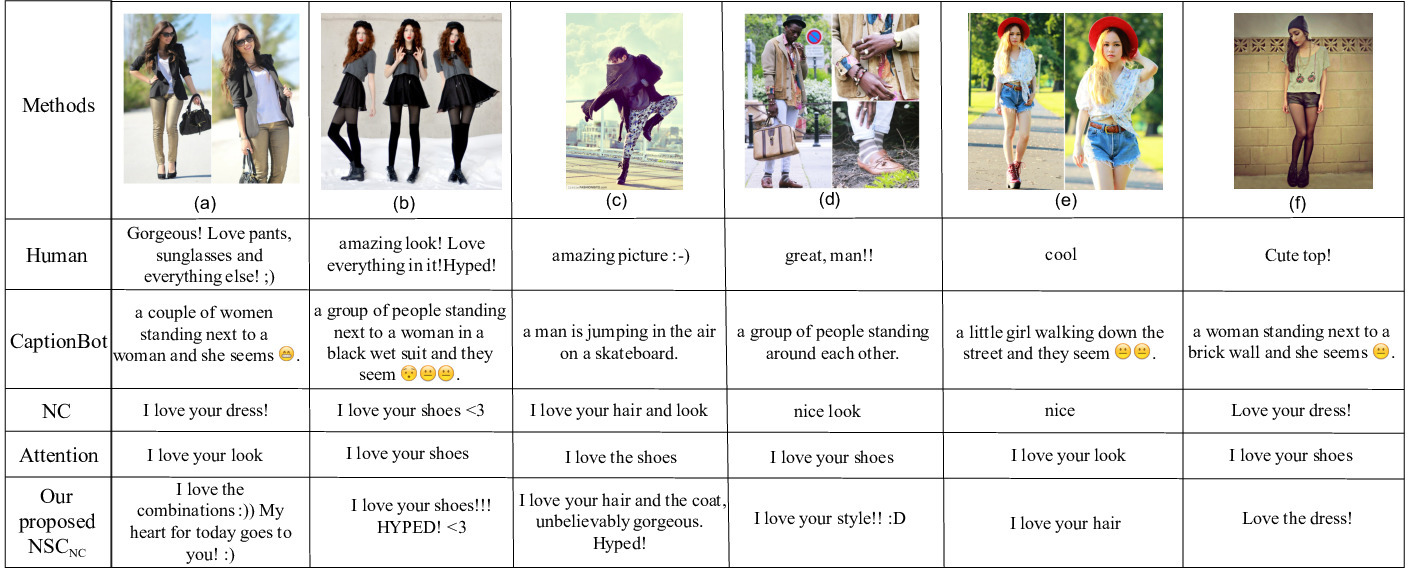 Methods
(a)
(b)
(c)
(d)
(e)
(f)
Human
Gorgeous! Love pants,
sunglasses and
everything else! ;)
amazing look! Love
everything in it!Hyped!
amazing picture :-)
great, man!!
cool
Cute top!
CaptionBot
a couple of women
standing next to a
woman and she seems 😁.
a group of people standing
next to a woman in a
black wet suit and they
seem 😚😐😐.
a man is jumping in the air
on a skateboard.
a group of people standing
around each other.
a little girl walking down the
street and they seem 😐😐.
a woman standing next to a
brick wall and she seems 😐.
NC
I love your dress!
I love your shoes <3
I love your hair and look
nice look
nice
Love your dress!
Attention
I love your look
I love your shoes
I love the shoes
I love your shoes
I love your look
I love your shoes
Our
proposed
NSC_NC
I love the
combinations :)) My
heart for today goes to
you! :)
I love your shoes!!!
HYPED! <3
I love your hair and the coat,
unbelievably gorgeous.
Hyped!
I love your style!! :D
I love your hair
Love the dress!